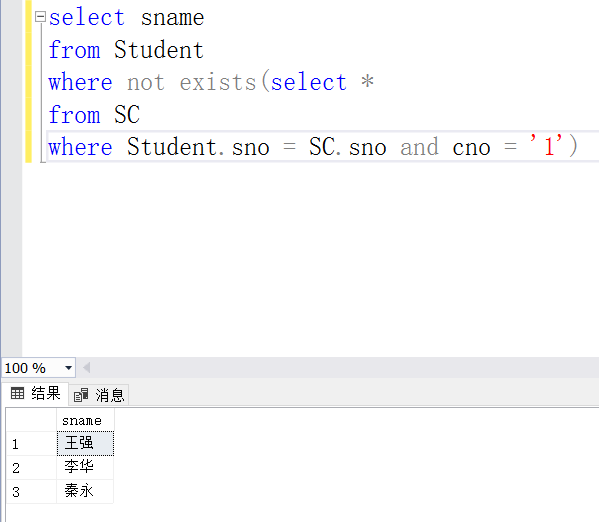 select sname
from Student
where not exists(select *
from SC
where Student.sno = SC.sno and cno = '1')
100 %
结果 消息
sname
1 王强
2 李华
3 秦永